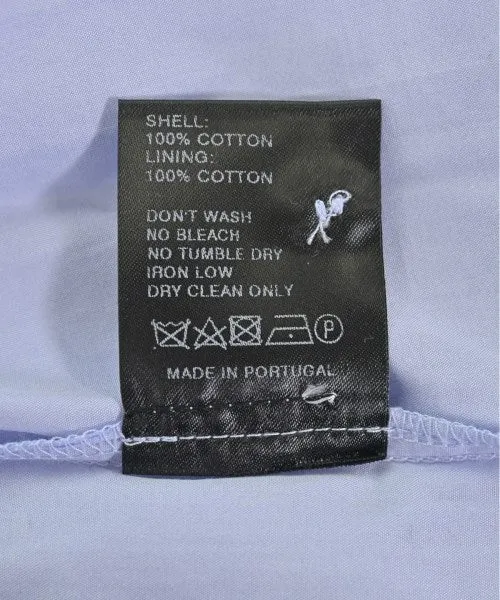 SHELL:
100% COTTON
LINING:
100% COTTON
DON'T WASH
NO BLEACH
NO TUMBLE DRY
IRON LOW
DRY CLEAN ONLY
P
MADE IN PORTUGAL